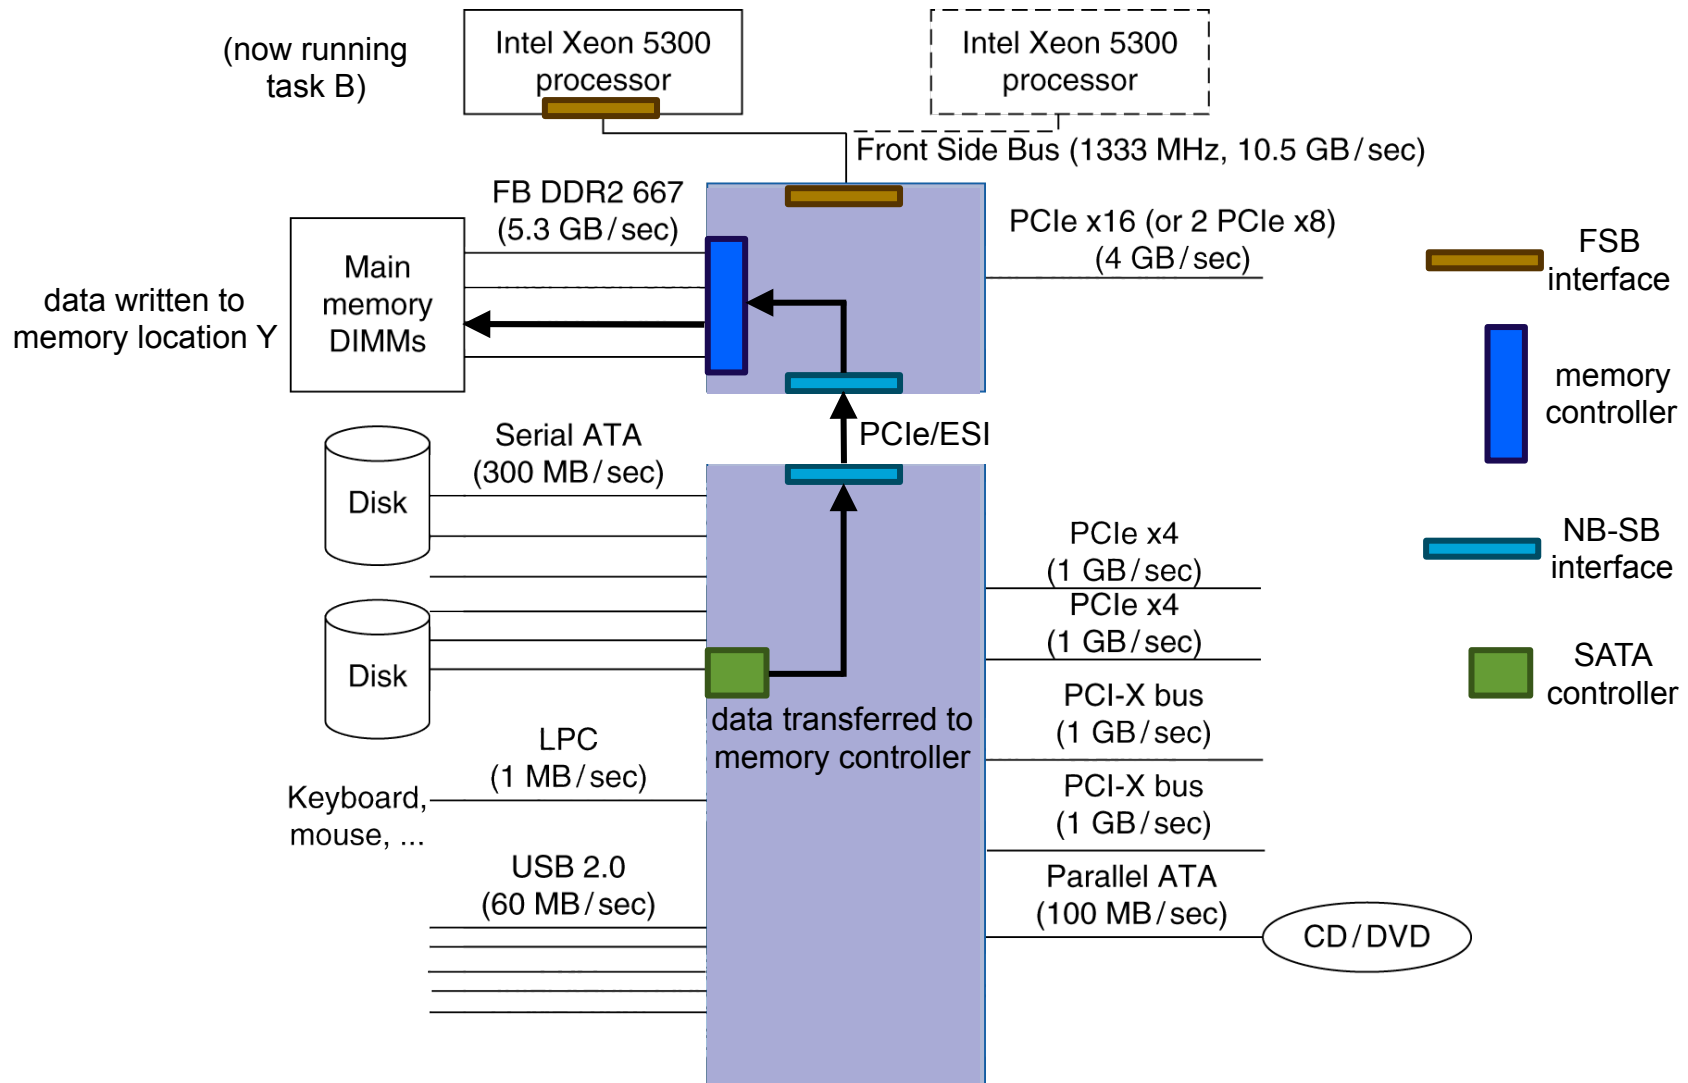 (now running
task B)
Intel Xeon 5300
processor
Intel Xeon 5300
processor
Front Side Bus (1333 MHz, 10.5 GB/sec)
FB DDR2 667
(5.3 GB/sec)
Main
memory
DIMMs
data written to
memory location Y
PCIe x16 (or 2 PCIe x8)
(4 GB/sec)
FSB
interface
memory
controller
NB-SB
interface
SATA
controller
PCIe/ESI
Serial ATA
(300 MB/sec)
Disk
Disk
data transferred to
memory controller
LPC
(1 MB/sec)
Keyboard,
mouse, ...
USB 2.0
(60 MB/sec)
PCIe x4
(1 GB/sec)
PCIe x4
(1 GB/sec)
PCI-X bus
(1 GB/sec)
PCI-X bus
(1 GB/sec)
Parallel ATA
(100 MB/sec)
CD/DVD